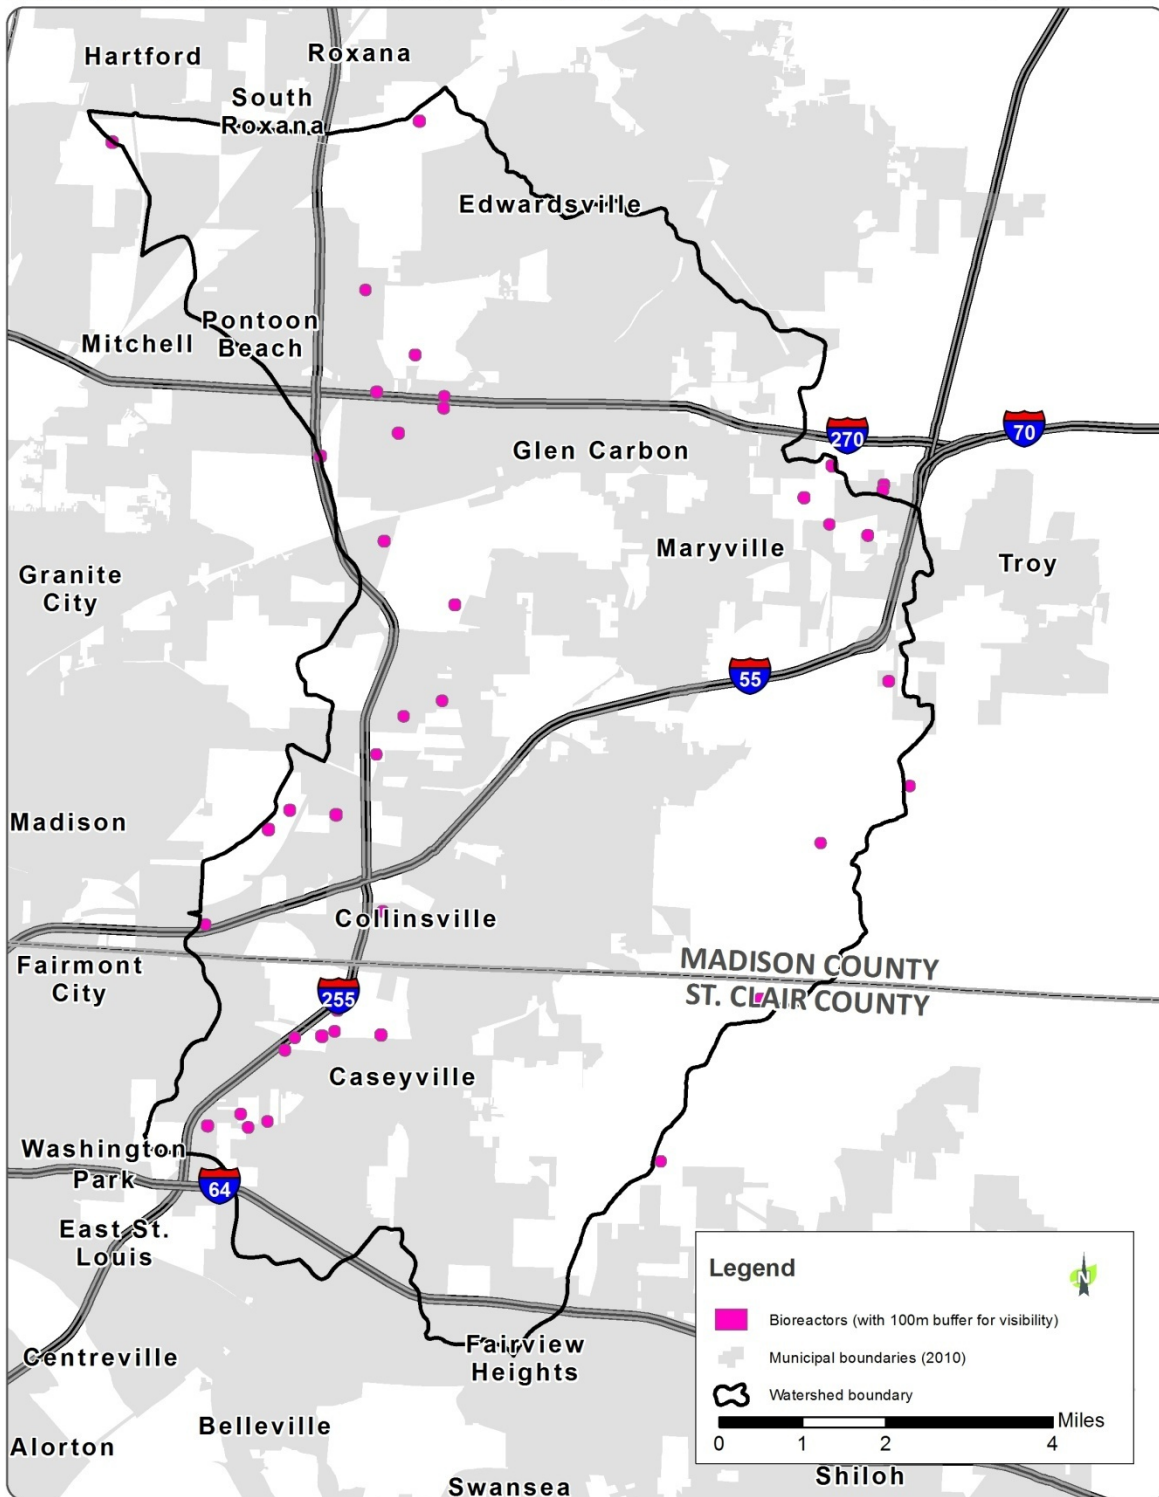 Hartford
Roxana
South
Roxana
Edwardsville
Pontoon
Beach
Mitchell
270
70
Glen Carbon
Maryville
Troy
Granite
City
55
Madison
Collinsville
Fairmont
City
MADISON COUNTY
ST. CLAIR COUNTY
255
Caseyville
Washington
Park
64
East St.
Louis
Fairview
Heights
Centreville
Belleville
Alorton
Swansea
Shiloh
Legend
N
Bioreactors (with 100m buffer for visibility)
Municipal boundaries (2010)
Watershed boundary
Miles
0 1 2 4